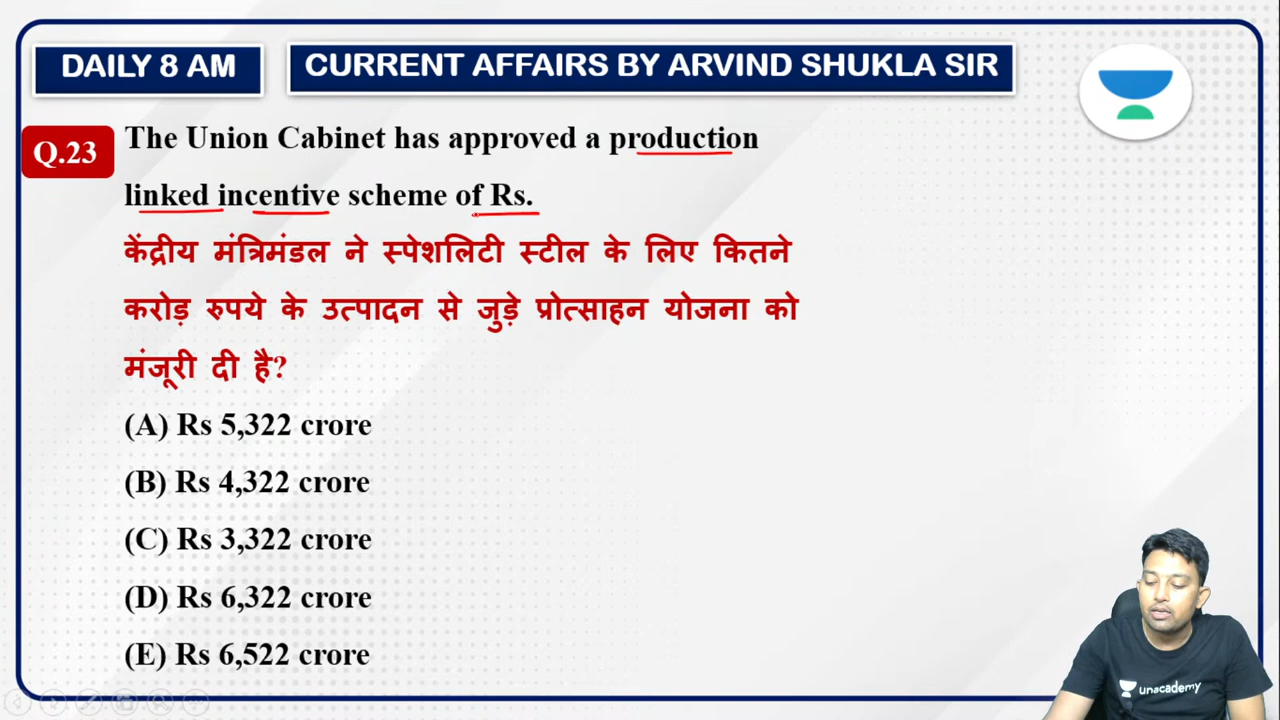 DAILY 8 AM
CURRENT AFFAIRS BY ARVIND SHUKLA SIR
Q.23
The Union Cabinet has approved a production
linked incentive scheme of Rs.
केंद्रीय मंत्रिमंडल ने स्पेशलिटी स्टील के लिए कितने
करोड़ रुपये के उत्पादन से जुड़े प्रोत्साहन योजना को
मंजूरी दी है?
(A) Rs 5,322 crore
(B) Rs 4,322 crore
(C) Rs 3,322 crore
(D) Rs 6,322 crore
(E) Rs 6,522 crore
unacademy